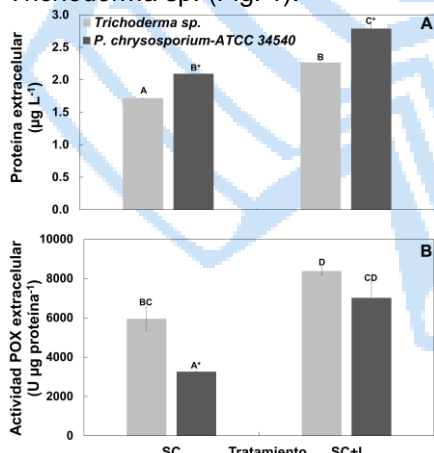 Trichoderma sp. (Fig. 1).
3.0
A
Trichoderma sp.
C*
P. chrysosporium-ATCC 34540
2.5
B*
B
2.0
A
1.5
1.0
0.5
0.0
Proteína extracelular
(µg L-1)
10000
B
D
8000
CD
BC
6000
4000
A*
2000
0
Actividad POX extracelular
(U µg proteína-1)
SC
Tratamiento
SC+L